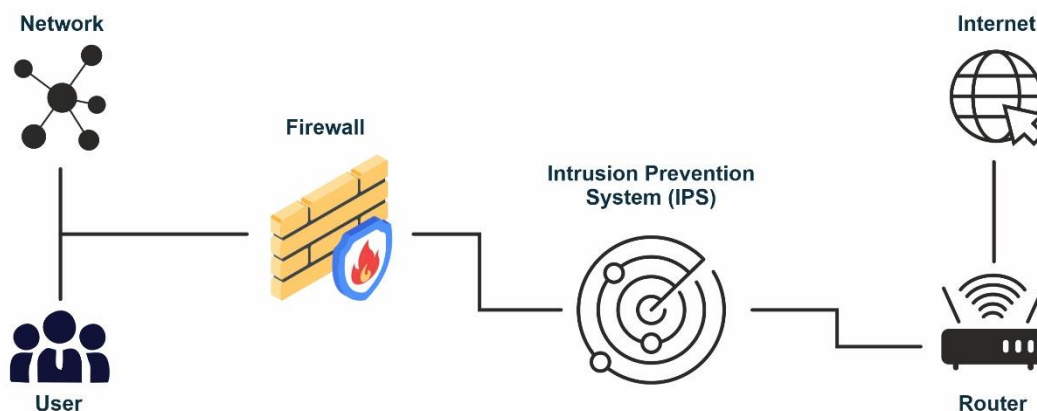 Network
Internet
Firewall
Intrusion Prevention
System (IPS)
User
Router